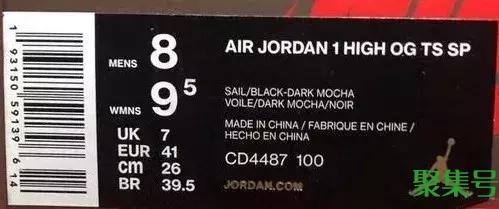 1 93150 59139 6 14
MENS 8
WMNS 9⁵
UK 7
EUR 41
cm 26
BR 39.5
AIR JORDAN 1 HIGH OG TS SP
SAIL/BLACK-DARK MOCHA
VOILE/DARK MOCHA/NOIR
MADE IN CHINA / FABRIQUE EN CHINE /
HECHO EN CHINA
CD4487 100
JORDAN.COM
聚集号